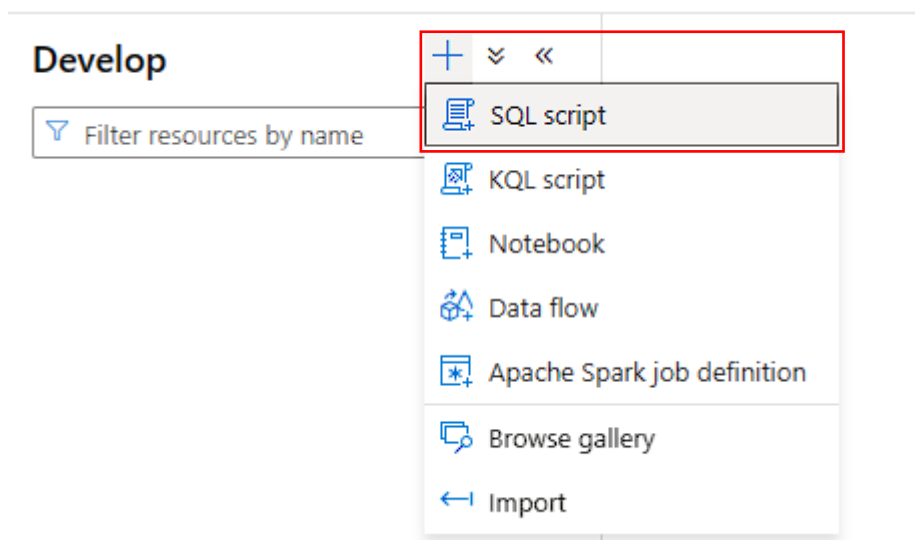 Develop
Filter resources by name
SQL script
KQL script
Notebook
Data flow
Apache Spark job definition
Browse gallery
Import